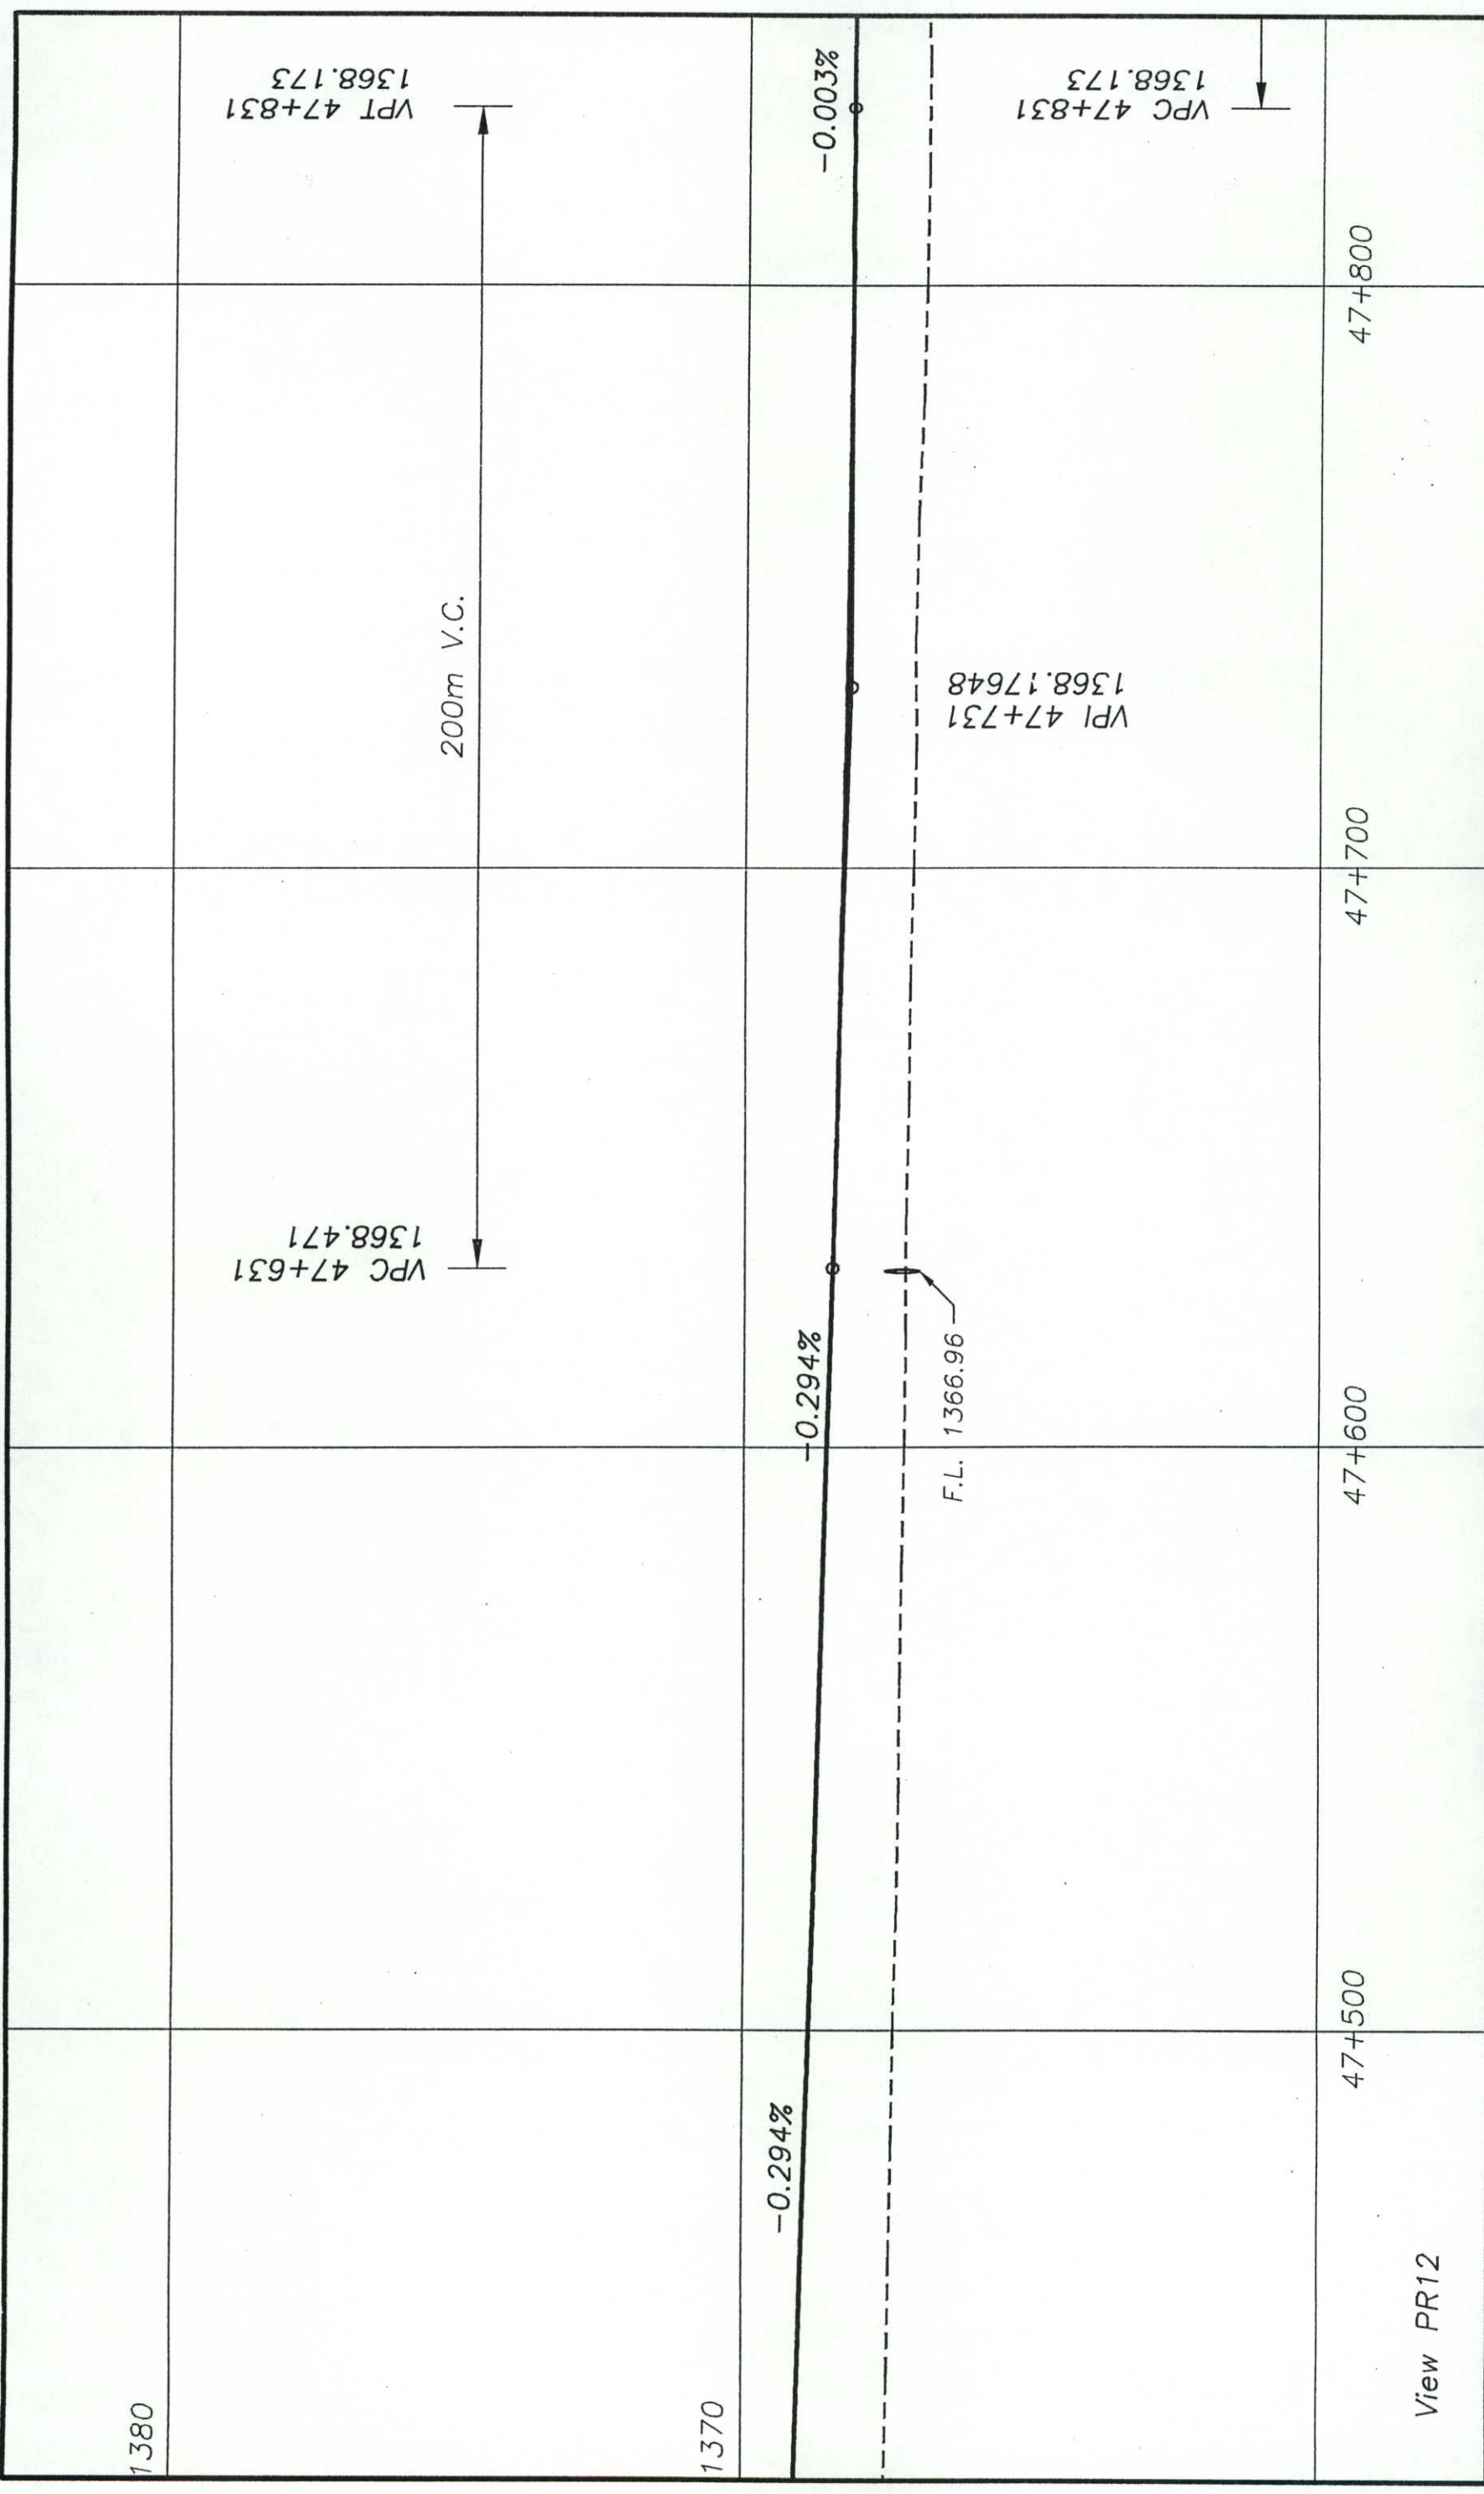 1380
VPC 47+631
1368.471
VPT 47+831
1368.173
200m V.C.
1370
-0.294%
-0.294%
-0.003%
F.L. 1366.96
VPI 47+731
1368.17648
VPC 47+831
1368.173
47+500
47+600
47+700
47+800
View PR12